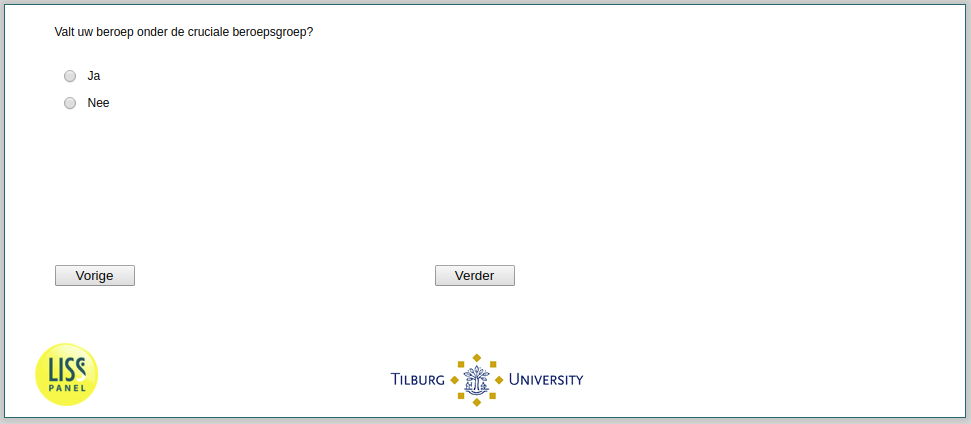 Valt uw beroep onder de cruciale beroepsgroep?
Ja
Nee
Vorige
Verder
LISS
PANEL
TILBURG UNIVERSITY